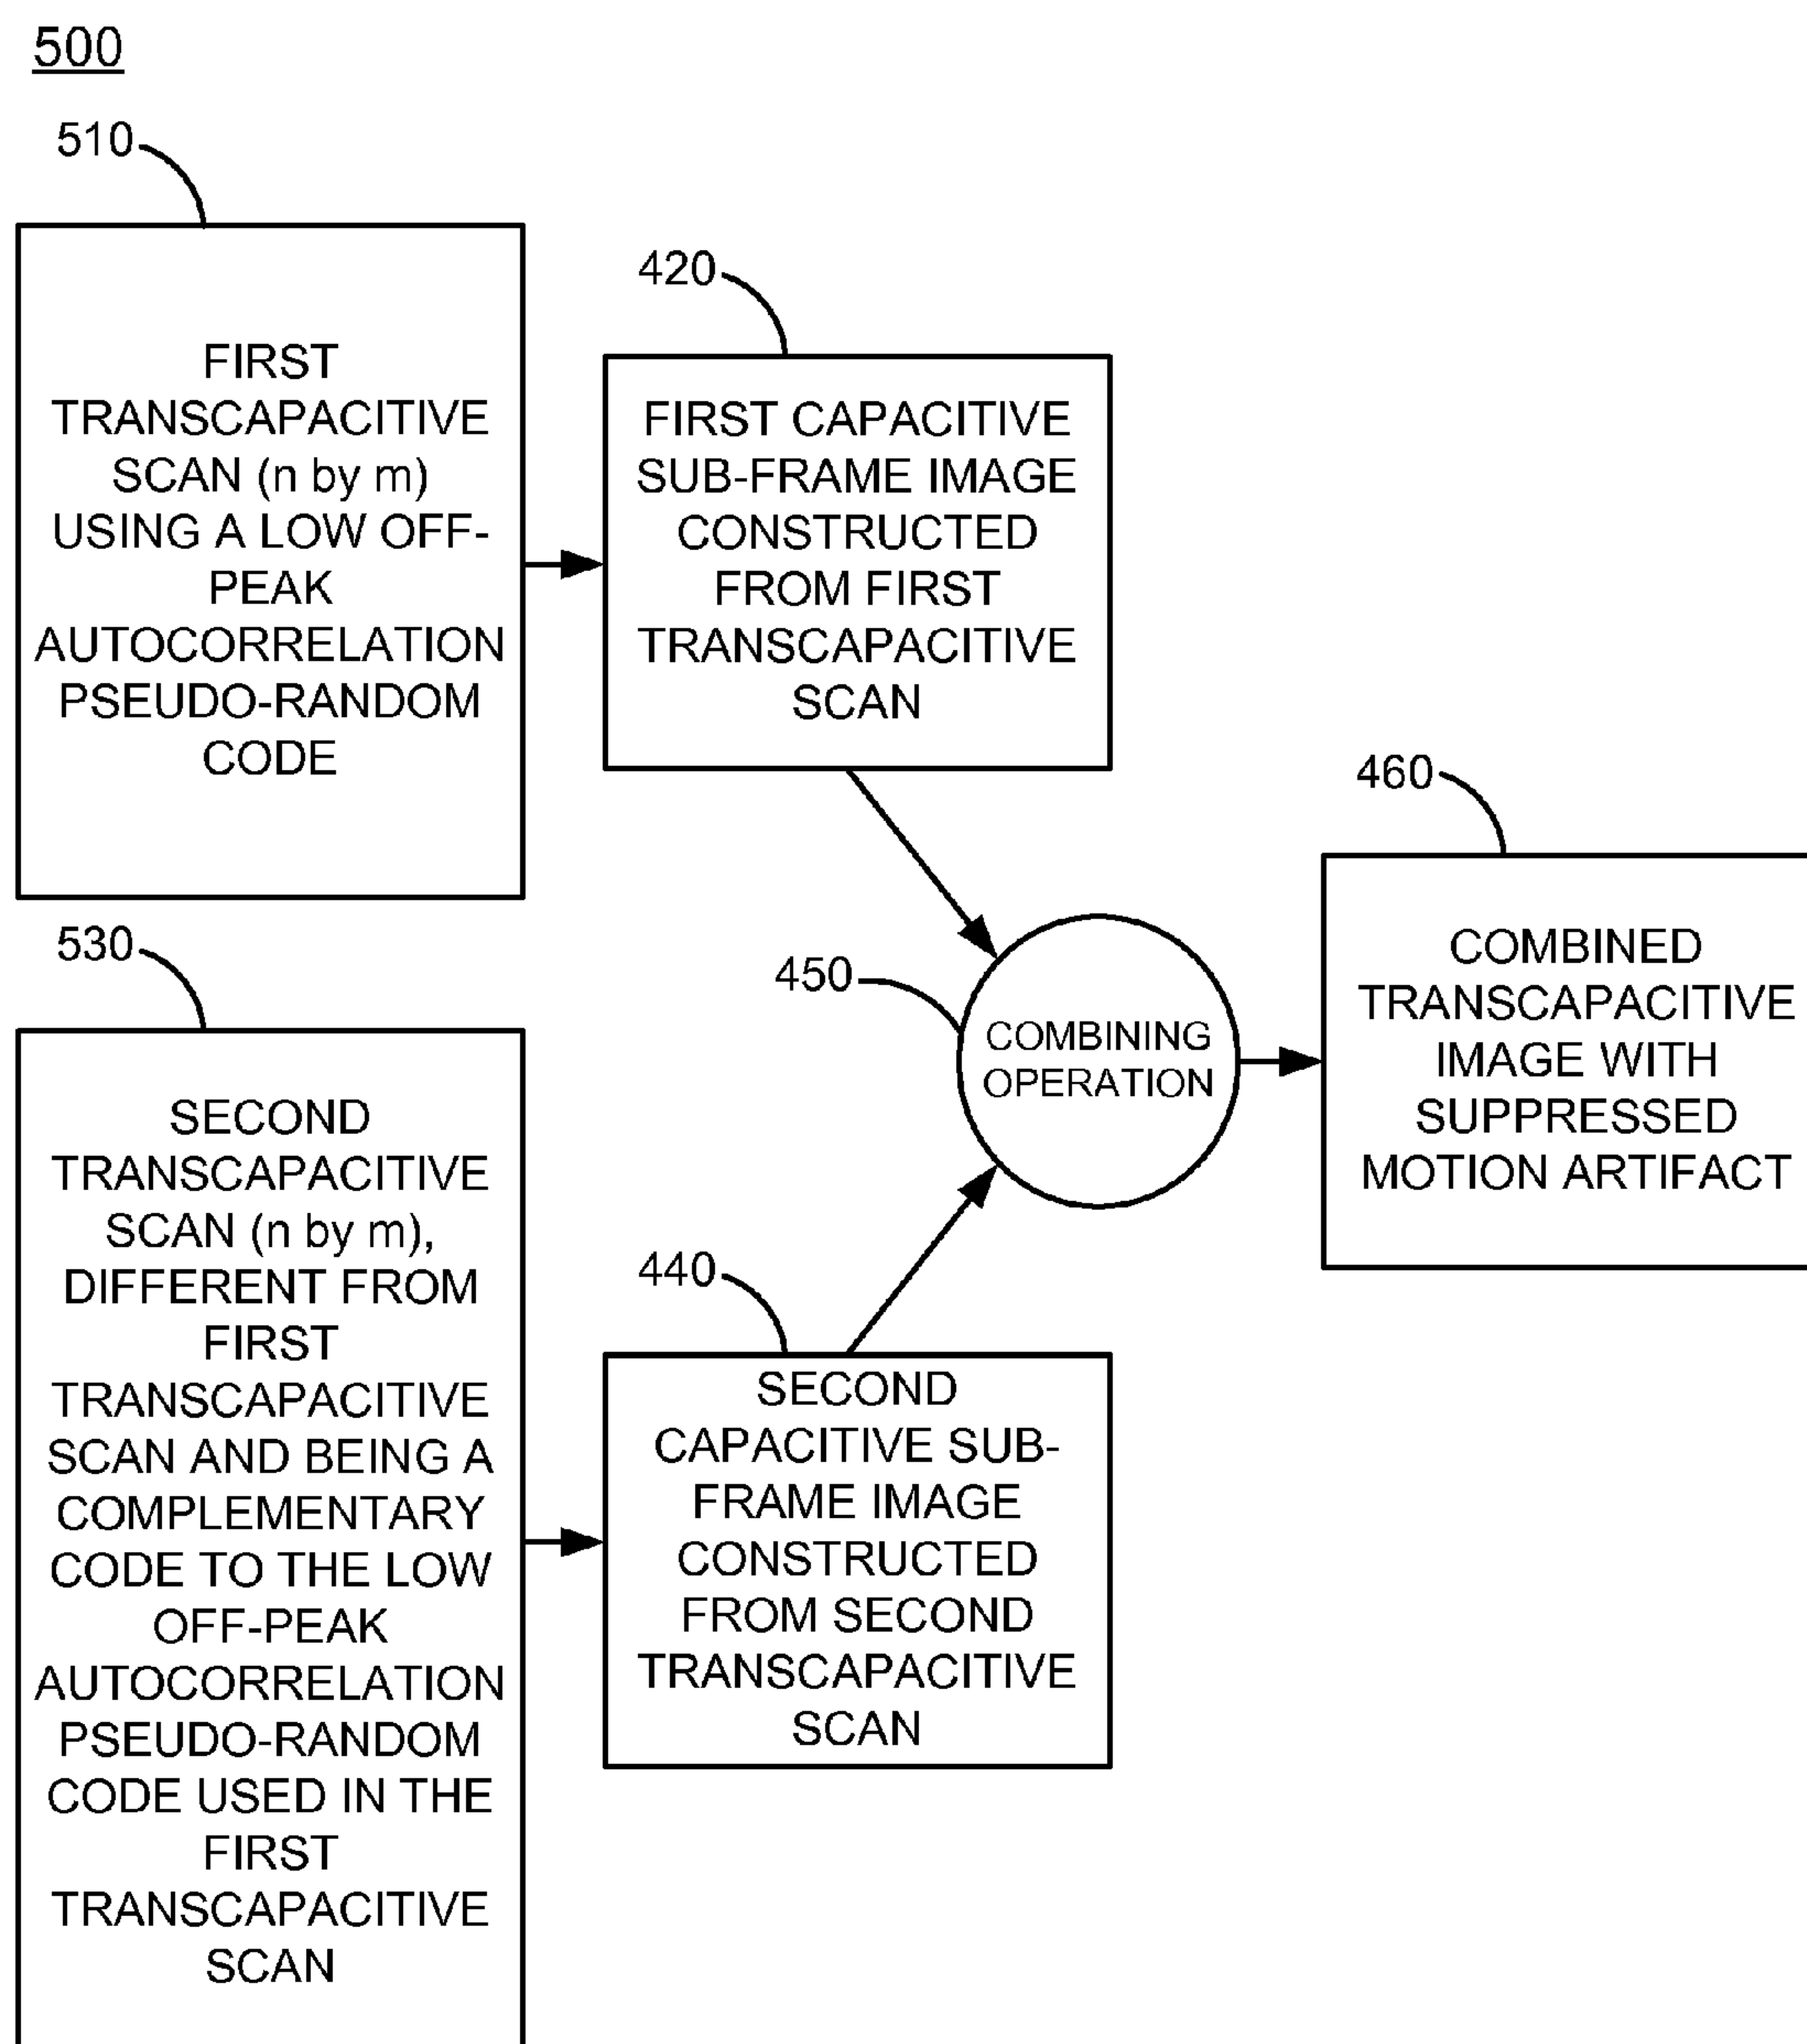 500
510
FIRST
TRANSCAPACITIVE
SCAN (n by m)
USING A LOW OFF-
PEAK
AUTOCORRELATION
PSEUDO-RANDOM
CODE
420
FIRST CAPACITIVE
SUB-FRAME IMAGE
CONSTRUCTED
FROM FIRST
TRANSCAPACITIVE
SCAN
530
SECOND
TRANSCAPACITIVE
SCAN (n by m),
DIFFERENT FROM
FIRST
TRANSCAPACITIVE
SCAN AND BEING A
COMPLEMENTARY
CODE TO THE LOW
OFF-PEAK
AUTOCORRELATION
PSEUDO-RANDOM
CODE USED IN THE
FIRST
TRANSCAPACITIVE
SCAN
440
SECOND
CAPACITIVE SUB-
FRAME IMAGE
CONSTRUCTED
FROM SECOND
TRANSCAPACITIVE
SCAN
450
COMBINING
OPERATION
460
COMBINED
TRANSCAPACITIVE
IMAGE WITH
SUPPRESSED
MOTION ARTIFACT